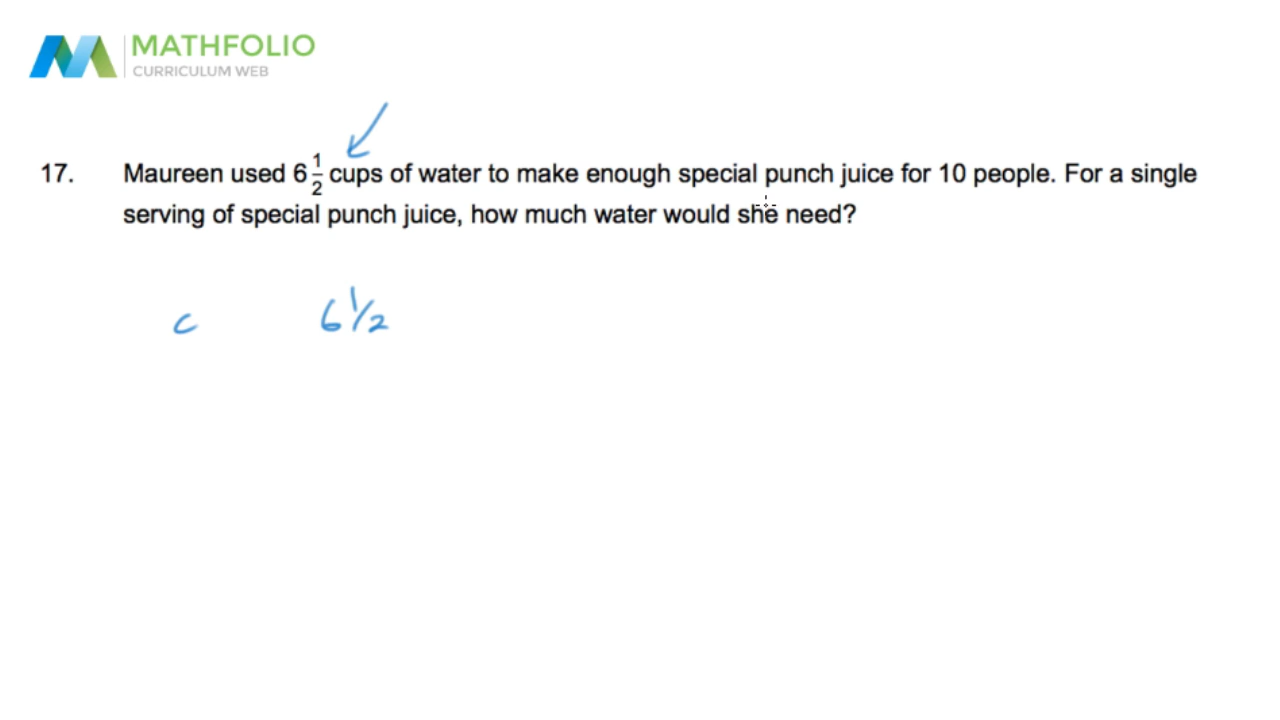 MATHFOLIO
CURRICULUM WEB
17. Maureen used 6 1/2 cups of water to make enough special punch juice for 10 people. For a single
serving of special punch juice, how much water would she need?
c 6 1/2